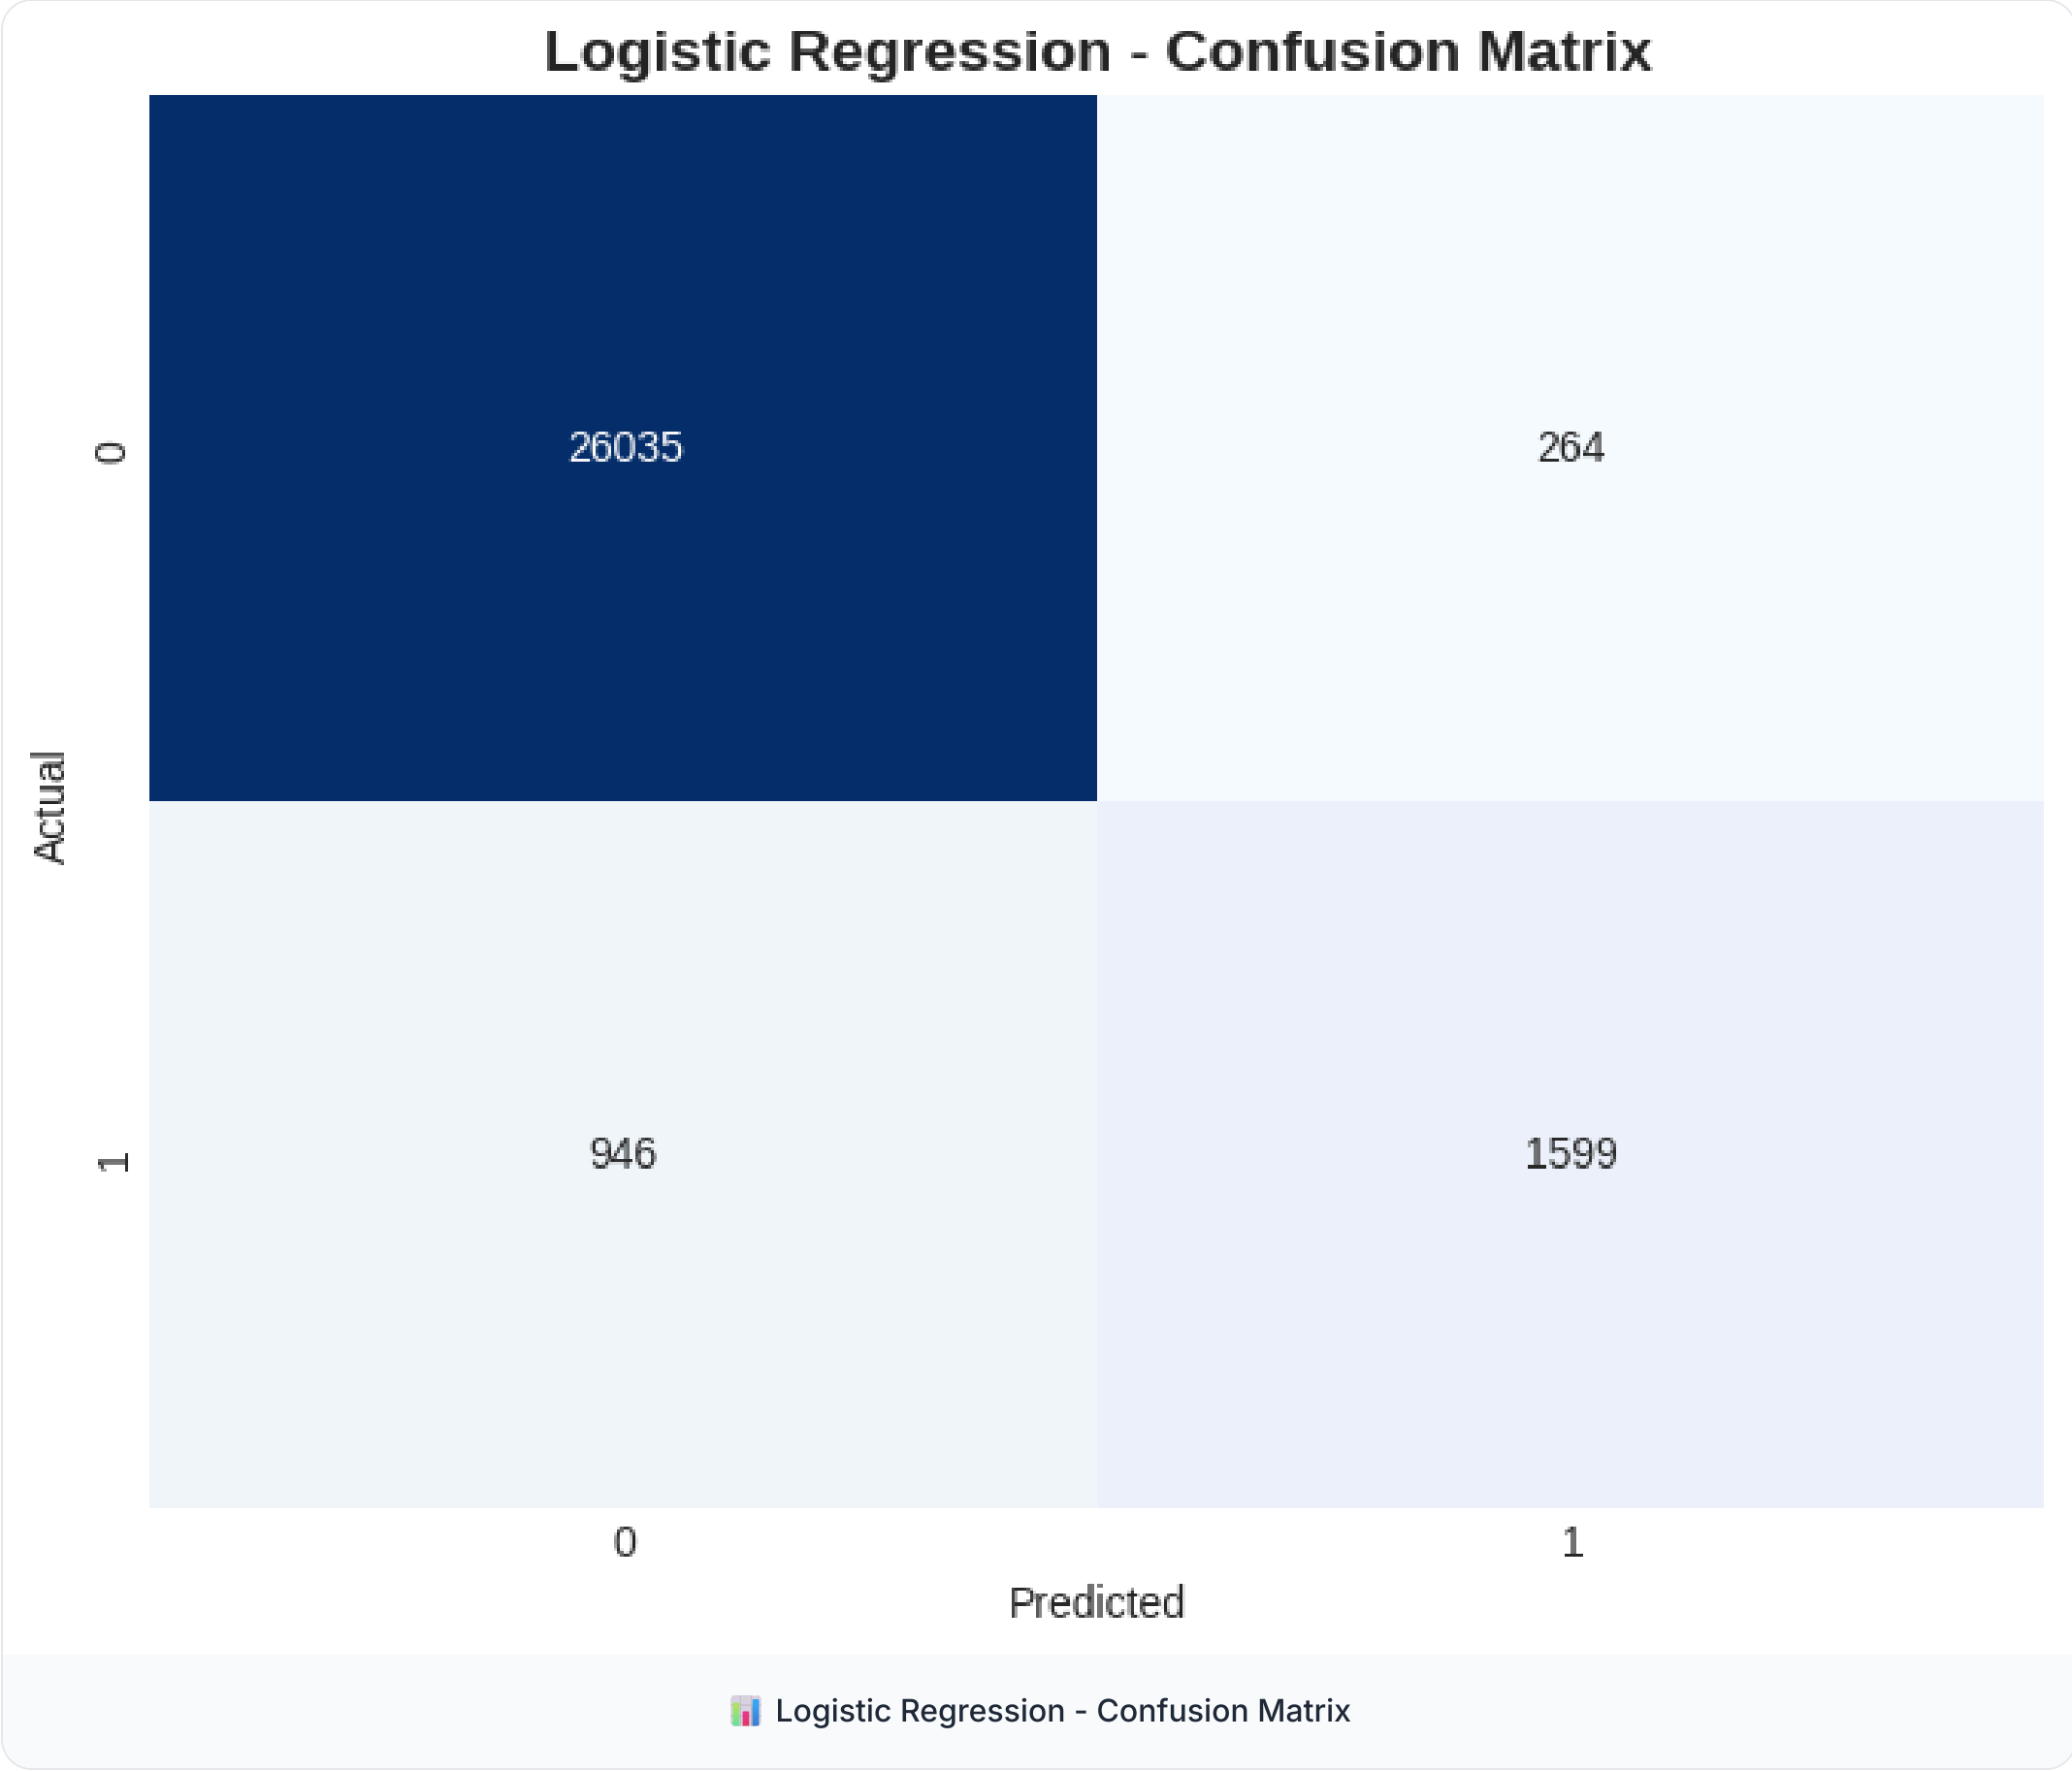 Logistic Regression - Confusion Matrix
0
26035
264
Actual
1
946
1599
0
1
Predicted
📊 Logistic Regression - Confusion Matrix